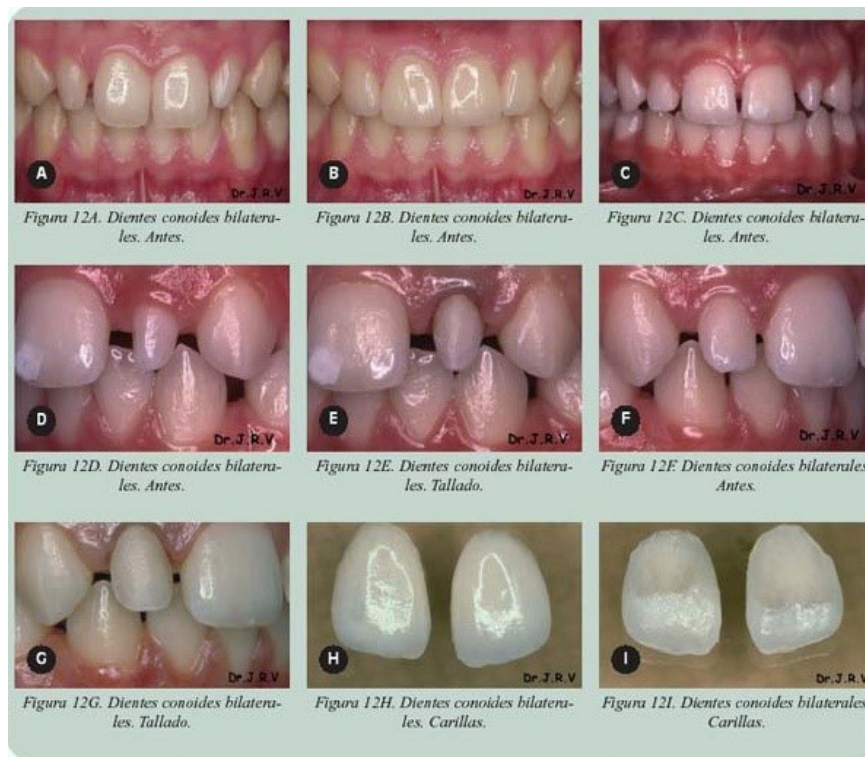 A
Dr.J.R.V
B
C
Dr.J.R.V
Figura 12A. Dientes conoides bilatera-
les. Antes.
Figura 12B. Dientes conoides bilatera-
les. Antes.
Figura 12C. Dientes conoides bilatera-
les. Antes.
D
Dr.J.R.V
E
Dr.J.R.V
F
Dr.J.R.V
Figura 12D. Dientes conoides bilatera-
les. Antes.
Figura 12E. Dientes conoides bilatera-
les. Tallado.
Figura 12F. Dientes conoides bilaterales
Antes.
G
Dr.J.R.V
H
Dr.J.R.V
I
Dr.J.R.V
Figura 12G. Dientes conoides bilatera-
les. Tallado.
Figura 12H. Dientes conoides bilatera-
les. Carillas.
Figura 12I. Dientes conoides bilaterales
Carillas.